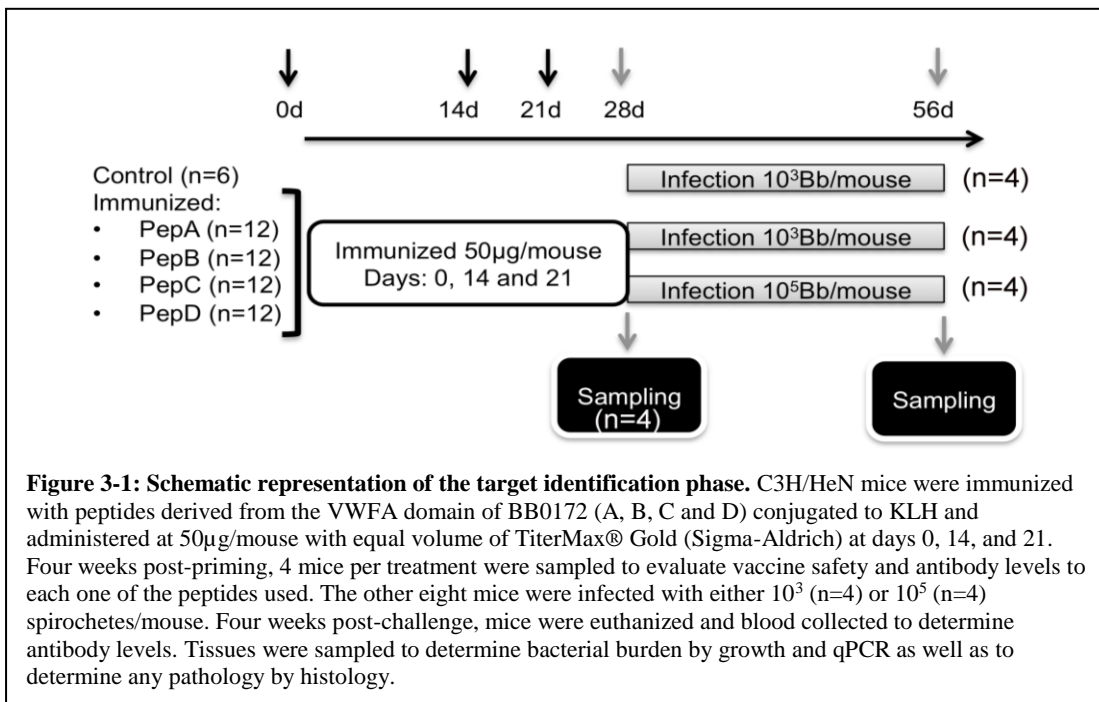 0d 14d 21d 28d 56d
Control (n=6)
Immunized:
• PepA (n=12)
• PepB (n=12)
• PepC (n=12)
• PepD (n=12)
Immunized 50µg/mouse
Days: 0, 14 and 21
Infection 10³Bb/mouse (n=4)
Infection 10³Bb/mouse (n=4)
Infection 10⁵Bb/mouse (n=4)
Sampling
(n=4)
Sampling
Figure 3-1: Schematic representation of the target identification phase. C3H/HeN mice were immunized
with peptides derived from the VWFA domain of BB0172 (A, B, C and D) conjugated to KLH and
administered at 50µg/mouse with equal volume of TiterMax® Gold (Sigma-Aldrich) at days 0, 14, and 21.
Four weeks post-priming, 4 mice per treatment were sampled to evaluate vaccine safety and antibody levels to
each one of the peptides used. The other eight mice were infected with either 10³ (n=4) or 10⁵ (n=4)
spirochetes/mouse. Four weeks post-challenge, mice were euthanized and blood collected to determine
antibody levels. Tissues were sampled to determine bacterial burden by growth and qPCR as well as to
determine any pathology by histology.